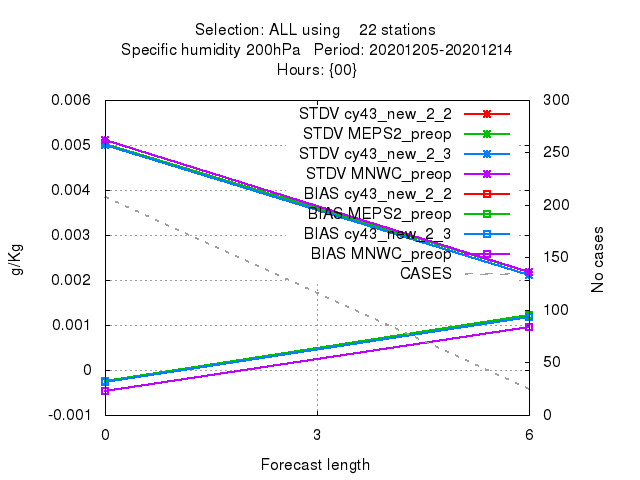 Selection: ALL using 22 stations
Specific humidity 200hPa Period: 20201205-20201214
Hours: {00}
0.006
0.005
0.004
0.003
0.002
0.001
0
-0.001
g/Kg
STDV cy43_new_2_2
STDV MEPS2_preop
STDV cy43_new_2_3
STDV MNWC_preop
BIAS cy43_new_2_2
BIAS MEPS2_preop
BIAS cy43_new_2_3
BIAS MNWC_preop
CASES
300
250
200
150
100
50
0
No cases
0 3 6
Forecast length